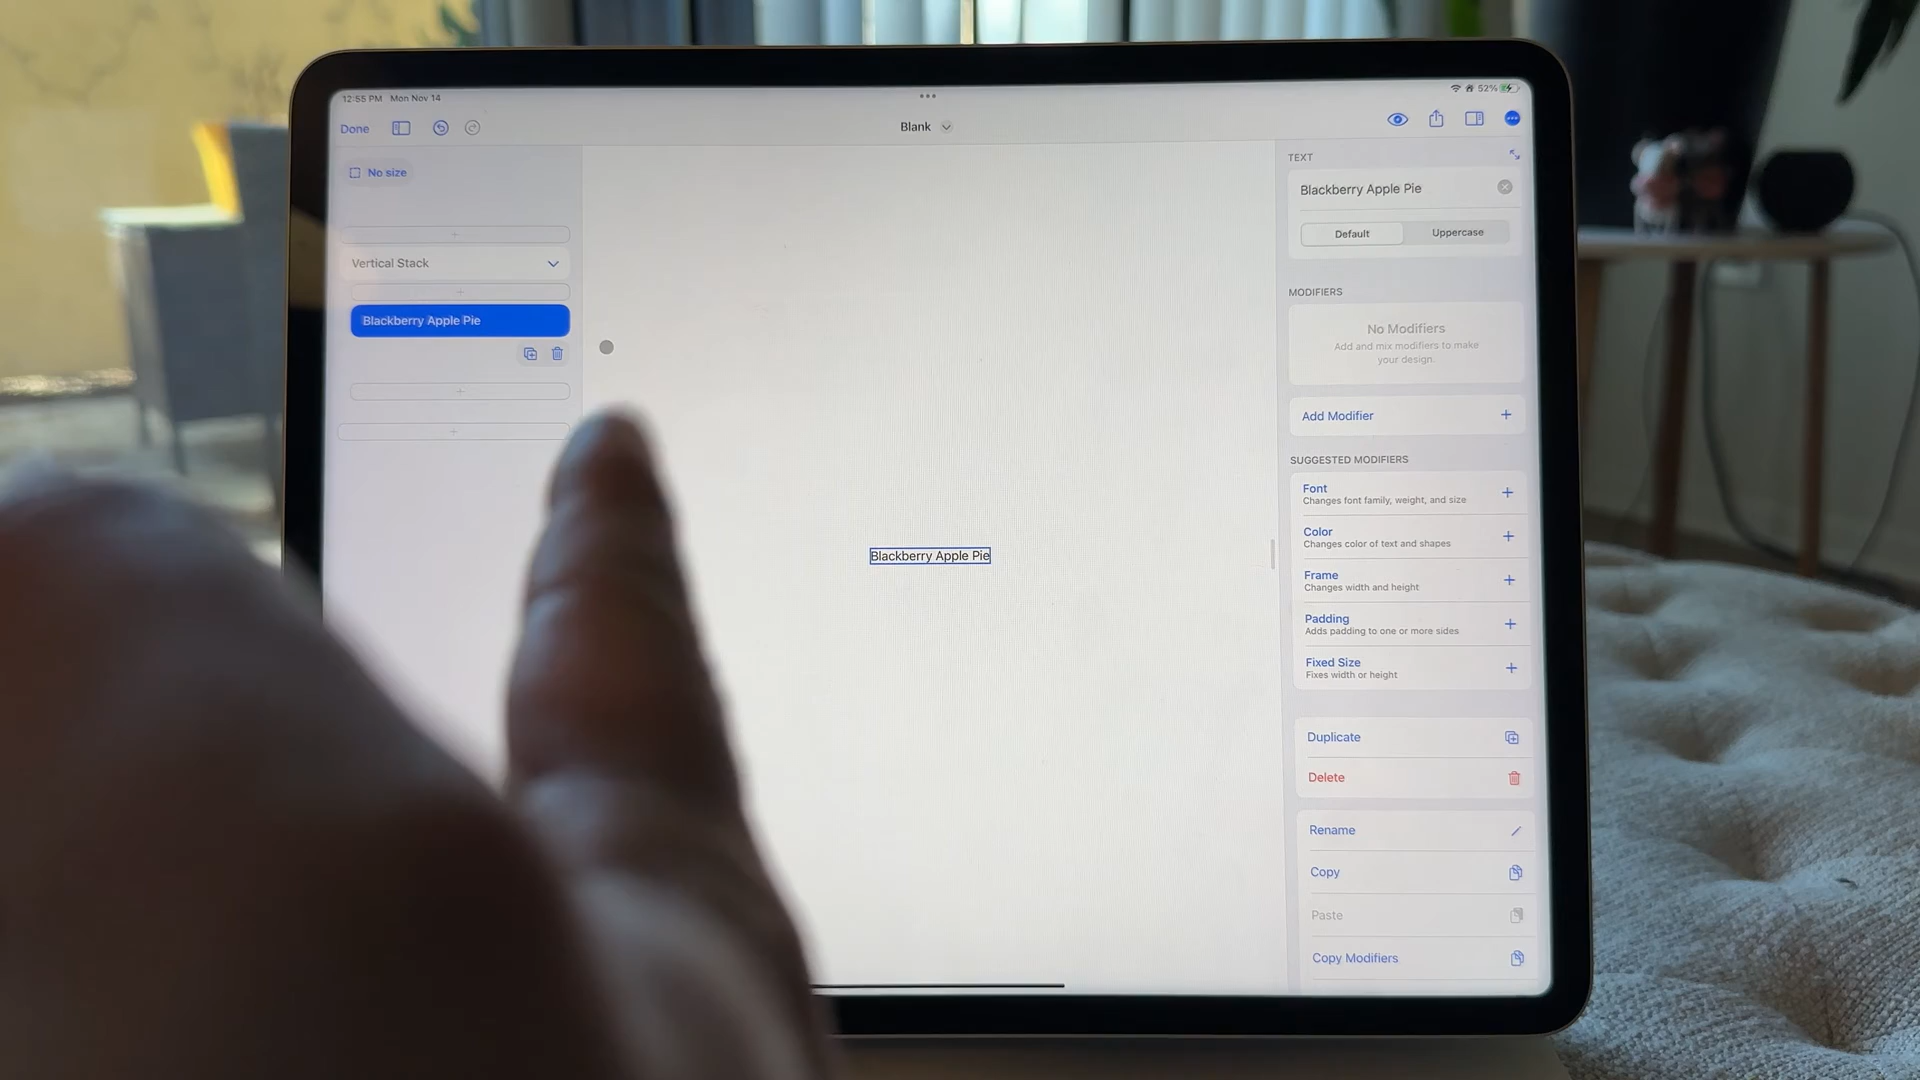 12:55 PM Mon Nov 14
52%
Done
Blank
No size
Vertical Stack
Blackberry Apple Pie
Blackberry Apple Pie
TEXT
Blackberry Apple Pie
Default
Uppercase
MODIFIERS
No Modifiers
Add and mix modifiers to make
your design.
Add Modifier
SUGGESTED MODIFIERS
Font
Changes font family, weight, and size
Color
Changes color of text and shapes
Frame
Changes width and height
Padding
Adds padding to one or more sides
Fixed Size
Fixes width or height
Duplicate
Delete
Rename
Copy
Paste
Copy Modifiers